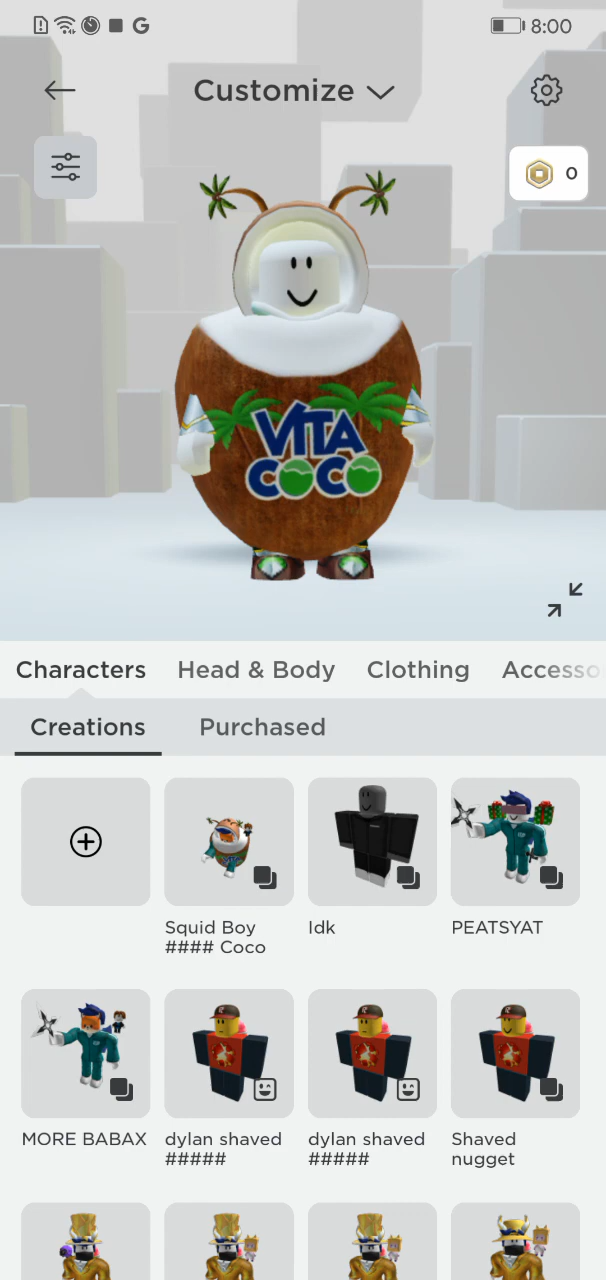 8:00
Customize
0
VITA
COCO
Characters
Head & Body
Clothing
Accesso
Creations
Purchased
Squid Boy
#### Coco
Idk
PEATSYAT
MORE BABAX
dylan shaved
#####
dylan shaved
#####
Shaved
nugget